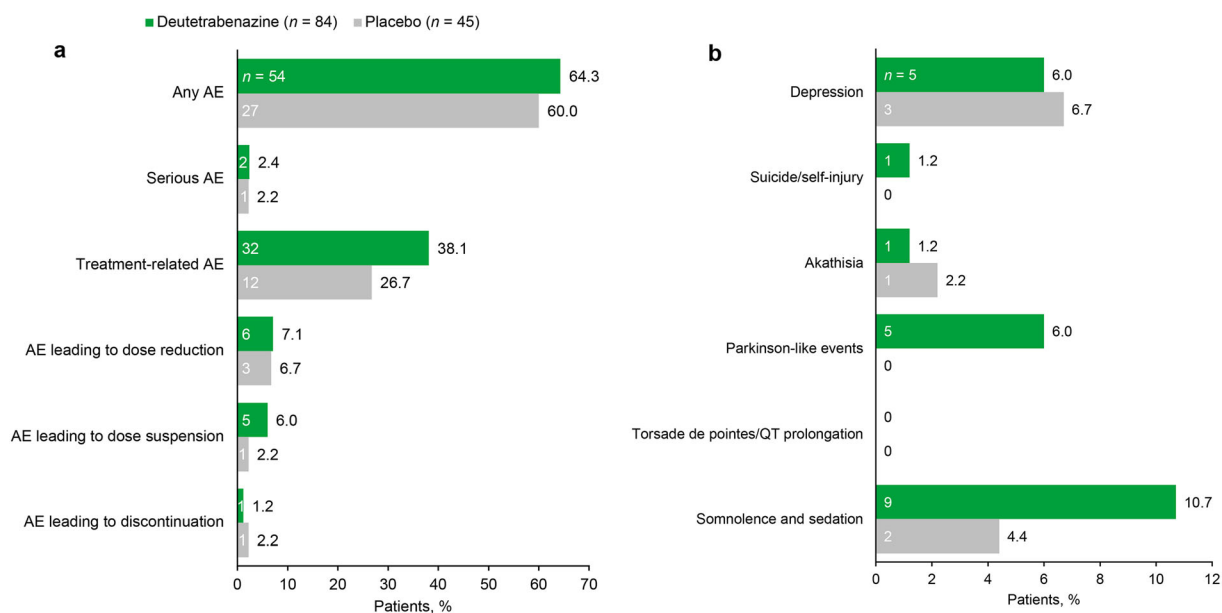 Deutetrabenazine (n = 84) Placebo (n = 45)
a
Any AE
n = 54
64.3
27
60.0
Serious AE
2
2.4
1
2.2
Treatment-related AE
32
38.1
12
26.7
AE leading to dose reduction
6
7.1
3
6.7
AE leading to dose suspension
5
6.0
1
2.2
AE leading to discontinuation
1
1.2
1
2.2
0 10 20 30 40 50 60 70
Patients, %
b
Depression
n = 5
6.0
3
6.7
Suicide/self-injury
1
1.2
0
Akathisia
1
1.2
1
2.2
Parkinson-like events
5
6.0
0
Torsade de pointes/QT prolongation
0
0
Somnolence and sedation
9
10.7
2
4.4
0 2 4 6 8 10 12
Patients, %